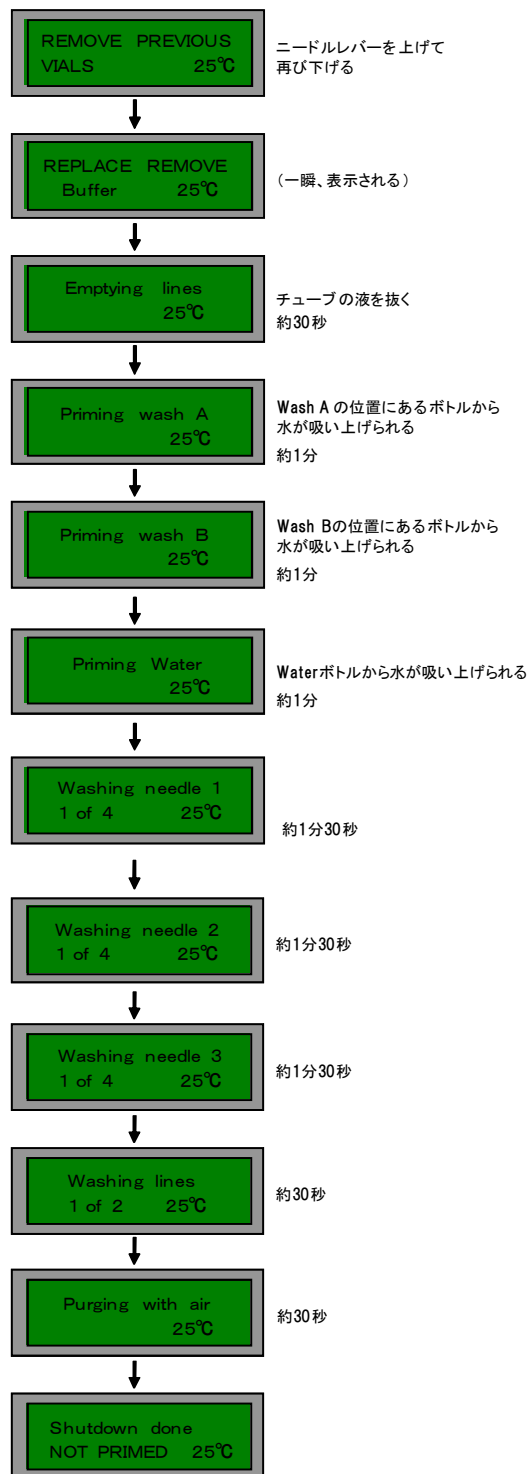 REMOVE PREVIOUS
VIALS 25℃
ニードルレバーを上げて
再び下げる
REPLACE REMOVE
Buffer 25℃
（一瞬、表示される）
Emptying lines
25℃
チューブの液を抜く
約30秒
Priming wash A
25℃
Wash A の位置にあるボトルから
水が吸い上げられる
約1分
Priming wash B
25℃
Wash Bの位置にあるボトルから
水が吸い上げられる
約1分
Priming Water
25℃
Waterボトルから水が吸い上げられる
約1分
Washing needle 1
1 of 4 25℃
約1分30秒
Washing needle 2
1 of 4 25℃
約1分30秒
Washing needle 3
1 of 4 25℃
約1分30秒
Washing lines
1 of 2 25℃
約30秒
Purging with air
25℃
約30秒
Shutdown done
NOT PRIMED 25℃